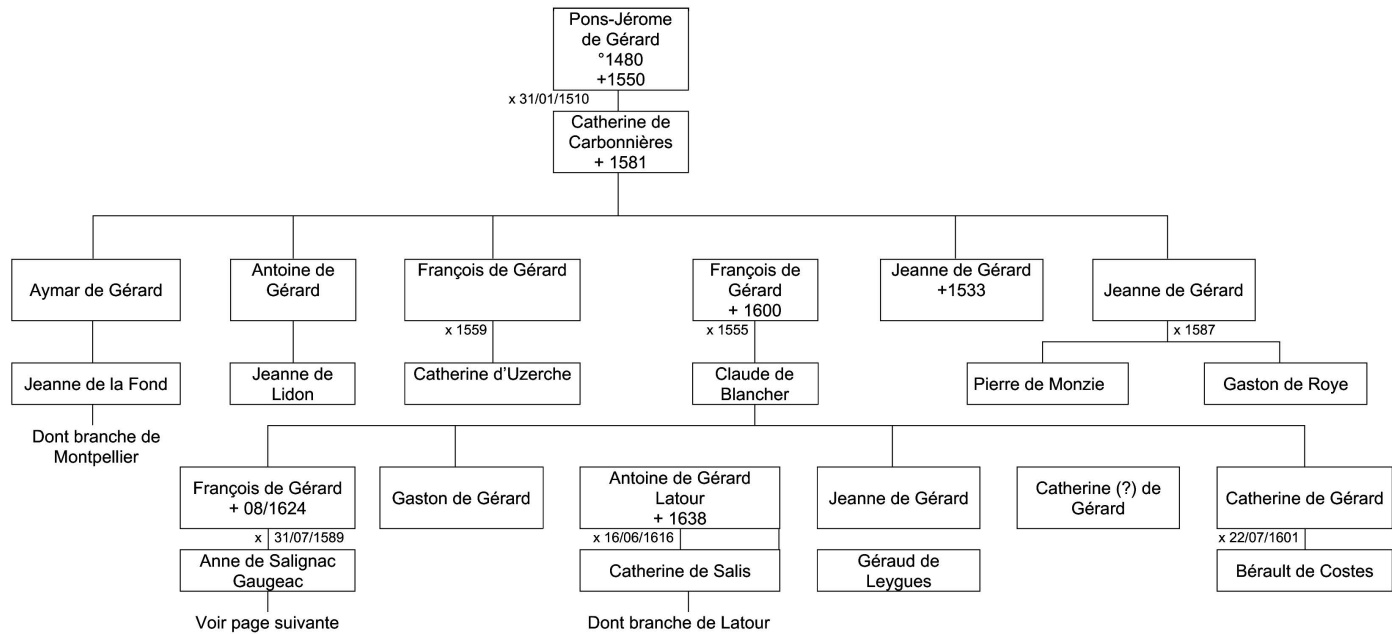 Pons-Jérome
de Gérard
°1480
+1550
x 31/01/1510
Catherine de
Carbonnières
+ 1581
Aymar de Gérard
Antoine de
Gérard
François de Gérard
François de
Gérard
+ 1600
Jeanne de Gérard
+1533
Jeanne de Gérard
x 1559
x 1555
x 1587
Jeanne de la Fond
Jeanne de
Lidon
Catherine d’Uzerche
Claude de
Blancher
Pierre de Monzie
Gaston de Roye
Dont branche de
Montpellier
François de Gérard
+ 08/1624
Gaston de Gérard
Antoine de Gérard
Latour
+ 1638
Jeanne de Gérard
Catherine (?) de
Gérard
Catherine de Gérard
x 31/07/1589
x 16/06/1616
x 22/07/1601
Anne de Salignac
Gaugeac
Catherine de Salis
Géraud de
Leygues
Bérault de Costes
Voir page suivante
Dont branche de Latour